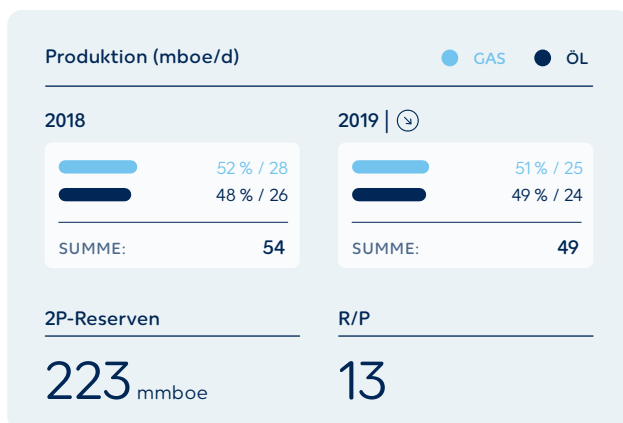 Produktion (mboe/d)
GAS
ÖL
2018
52 % / 28
48 % / 26
SUMME: 54
2019 |
51 % / 25
49 % / 24
SUMME: 49
2P-Reserven
223 mmboe
R/P
13